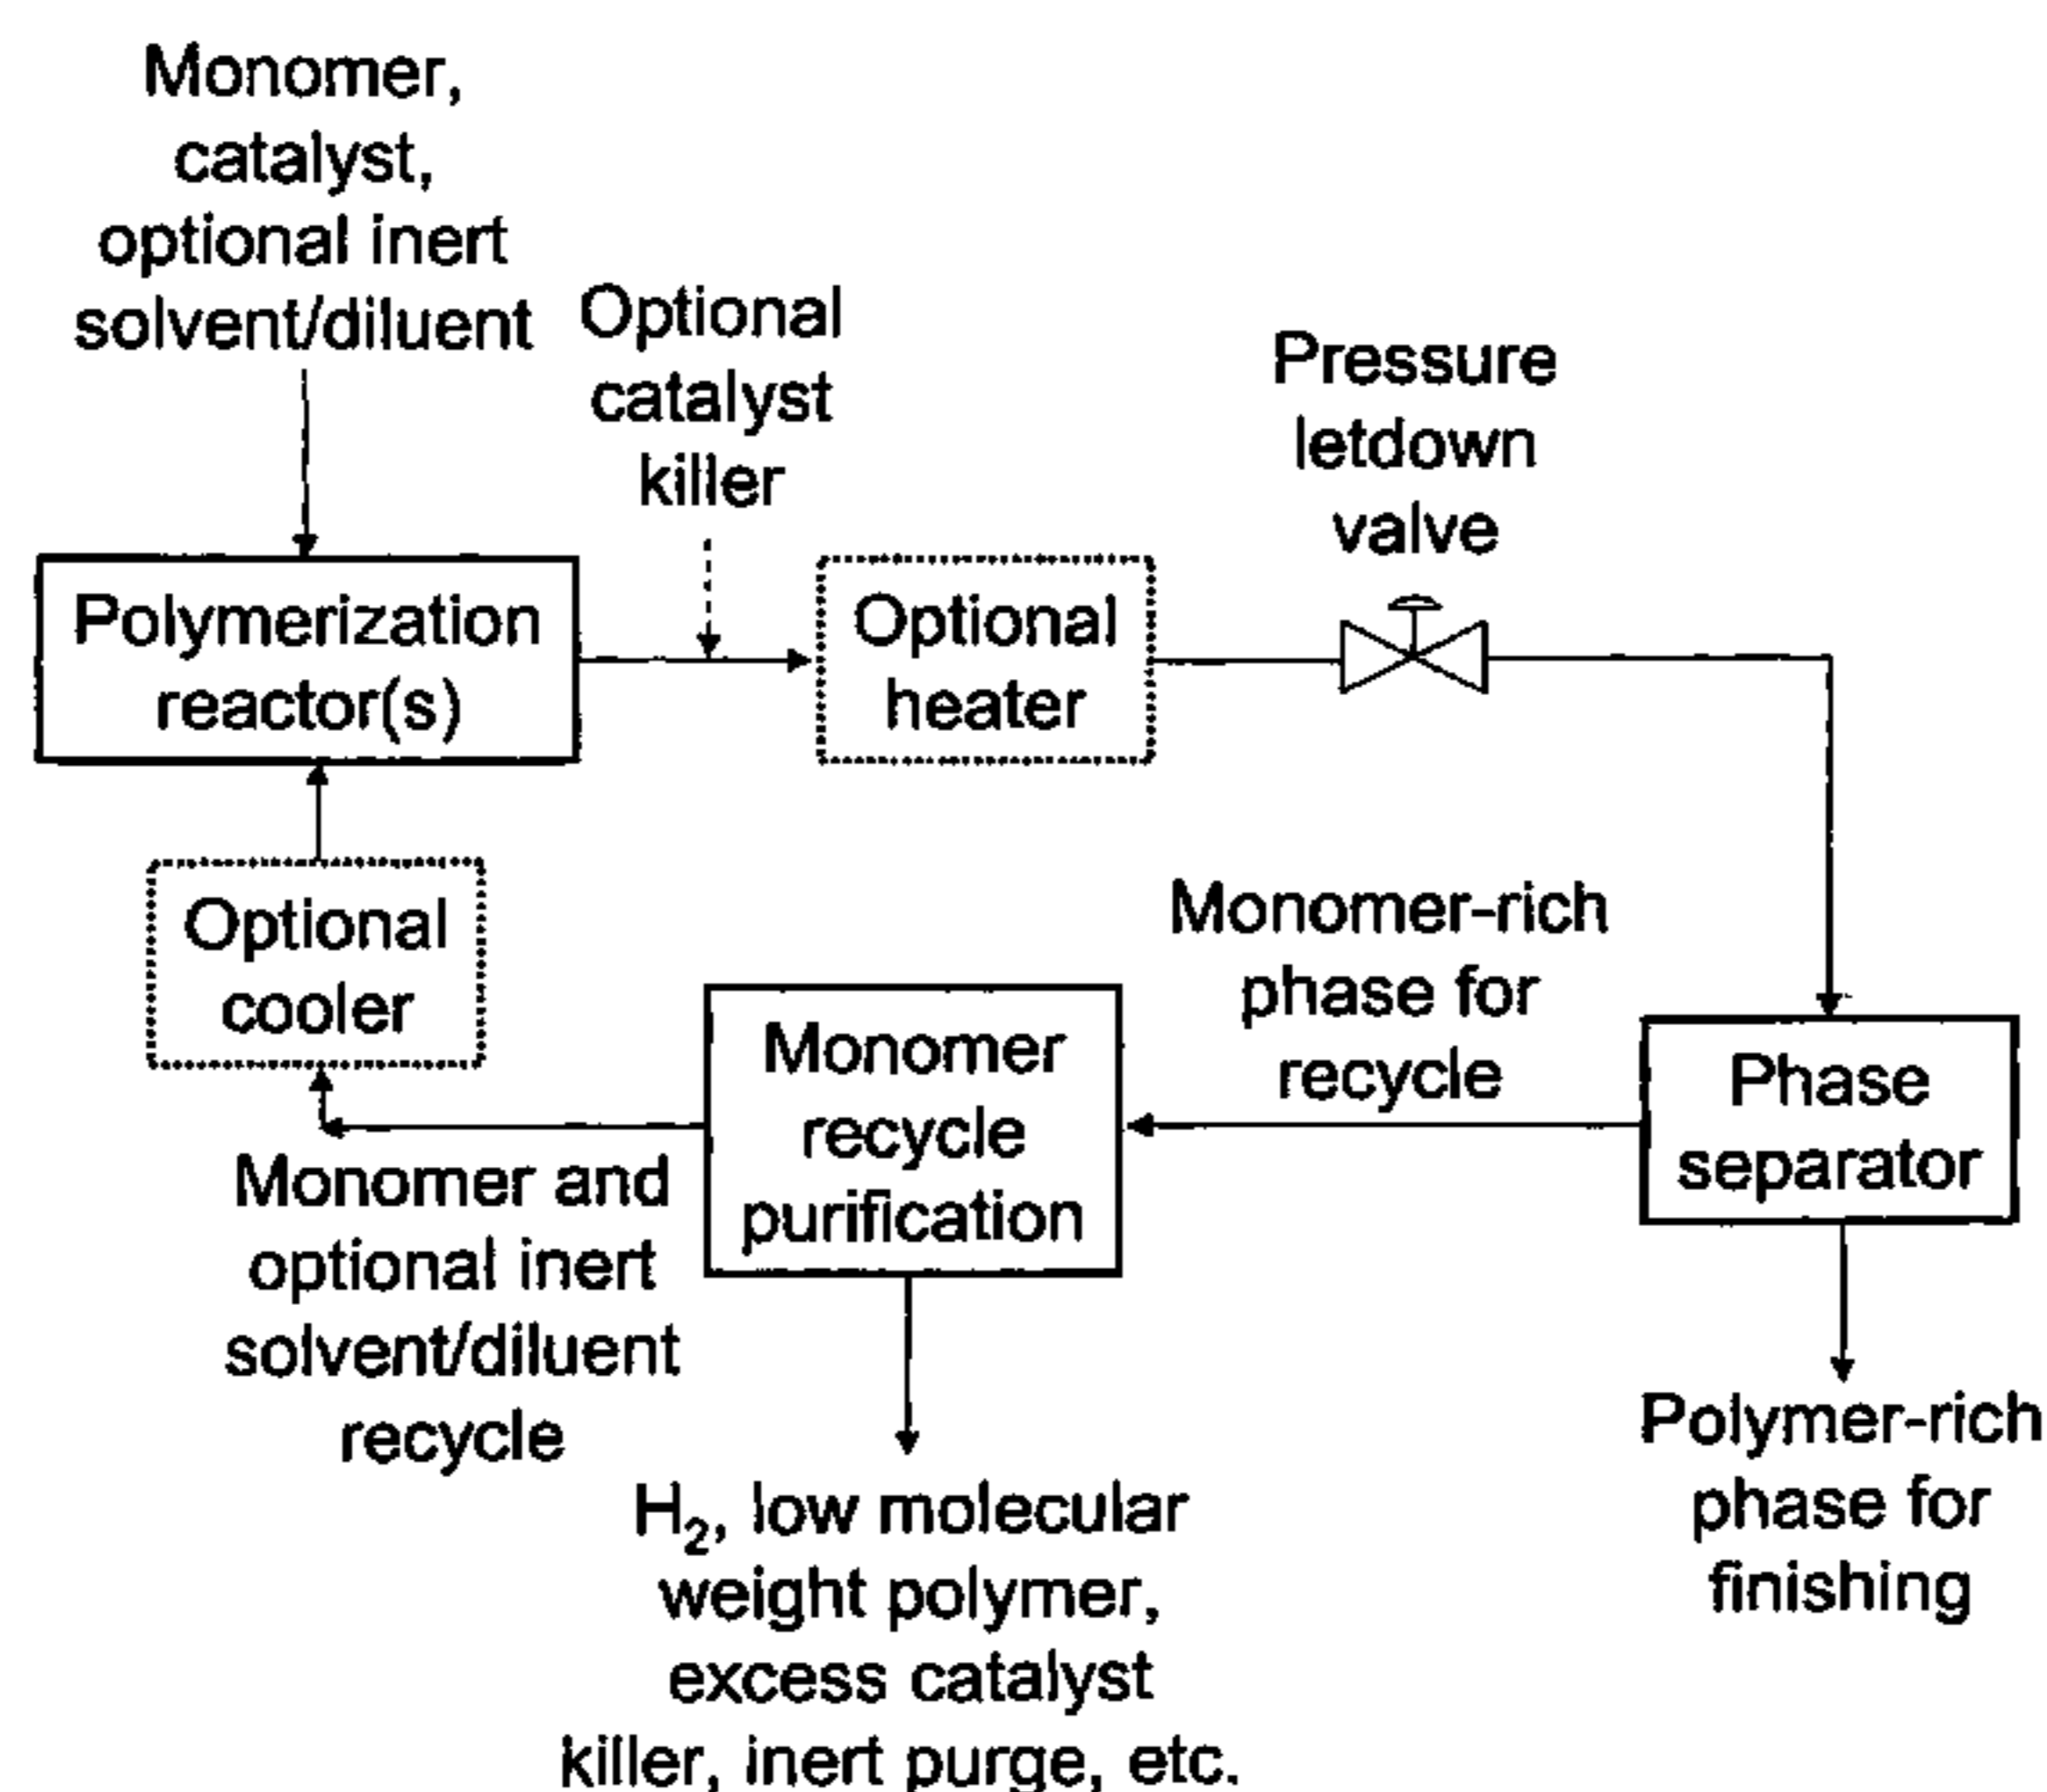 Monomer,
catalyst,
optional inert
solvent/diluent
Optional
catalyst
killer
Pressure
letdown
valve
Polymerization
reactor(s)
Optional
heater
Optional
cooler
Monomer-rich
phase for
recycle
Monomer
recycle
purification
Phase
separator
Monomer and
optional inert
solvent/diluent
recycle
Polymer-rich
phase for
finishing
H₂, low molecular
weight polymer,
excess catalyst
killer, inert purge, etc.